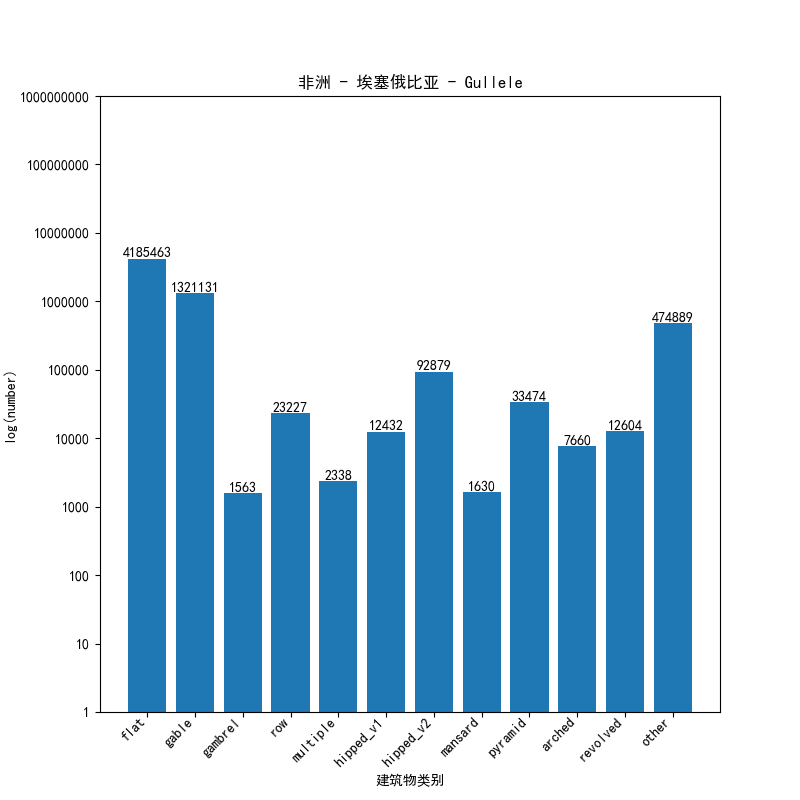 非洲 - 埃塞俄比亚 - Gullele
1000000000
100000000
10000000
1000000
100000
10000
1000
100
10
1
log(number)
4185463
1321131
1563
23227
2338
12432
92879
1630
33474
7660
12604
474889
flat
gable
gambrel
row
multiple
hipped_v1
hipped_v2
mansard
pyramid
arched
revolved
other
建筑物类别